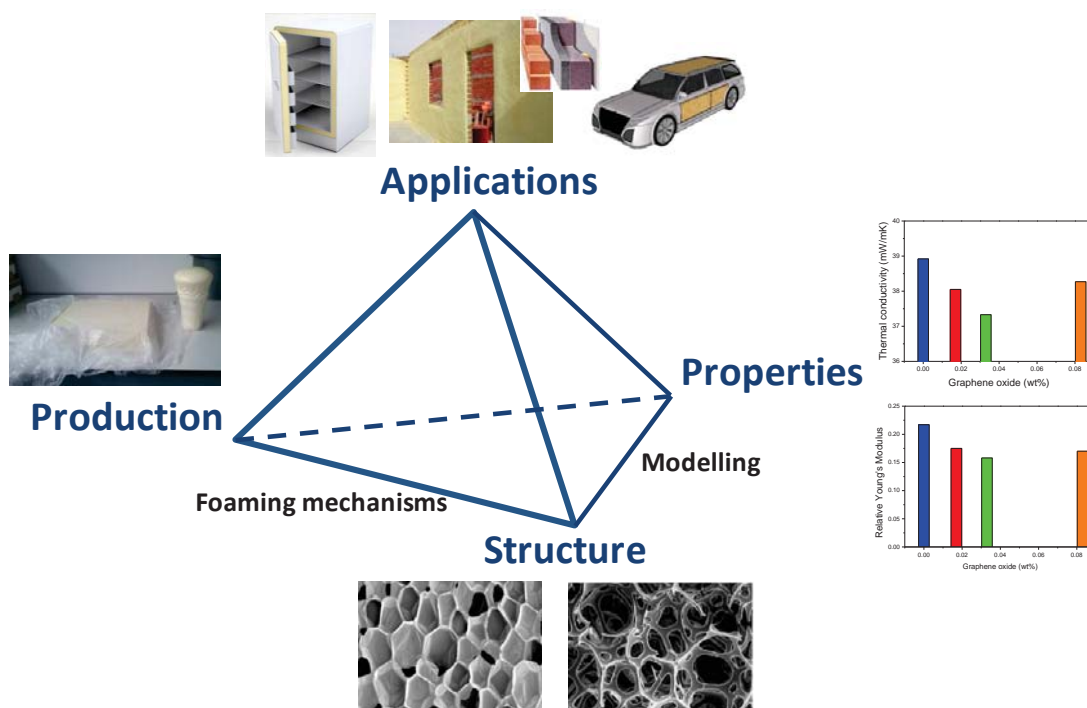 Applications
Production
Properties
Foaming mechanisms
Modelling
Structure
Thermal conductivity (mW/mK)
40
39
38
37
36
0.00 0.02 0.04 0.06 0.08
Graphene oxide (wt%)
Relative Young's Modulus
0.25
0.20
0.15
0.10
0.05
0.00
0.00 0.02 0.04 0.06 0.08
Graphene oxide (wt%)